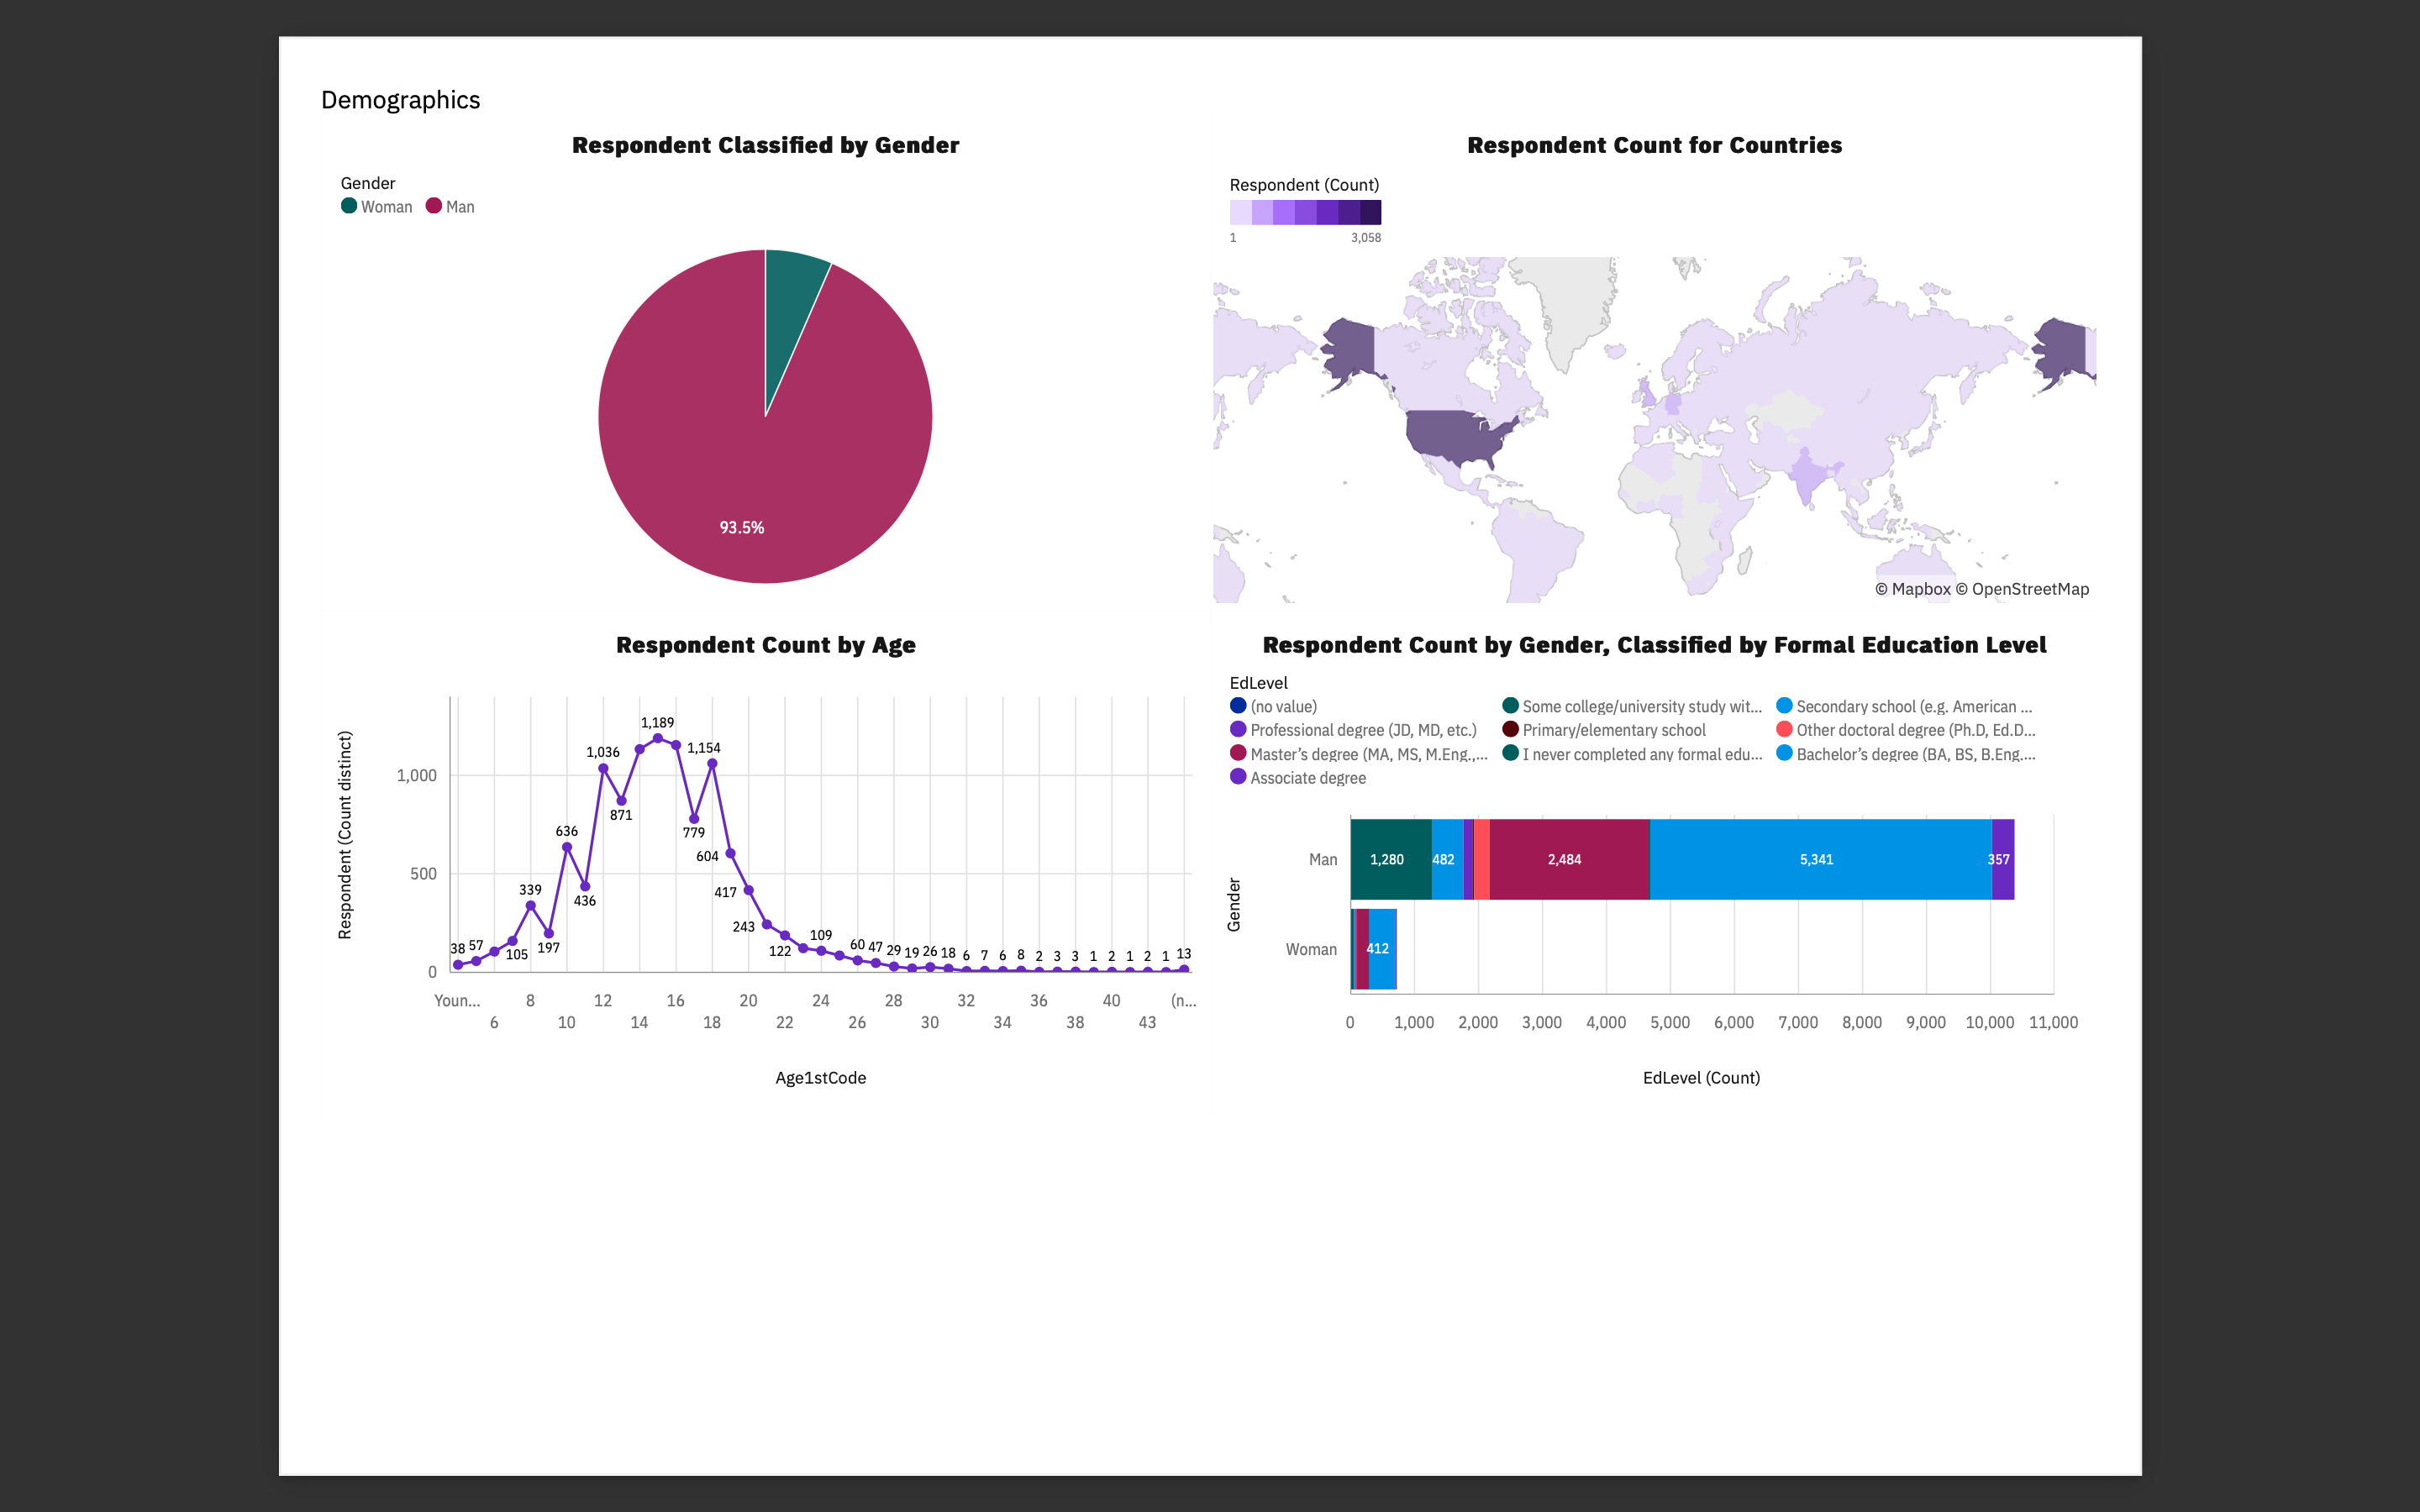 Demographics
Respondent Classified by Gender
Gender
Woman Man
93.5%
Respondent Count for Countries
Respondent (Count)
1 3,058
© Mapbox © OpenStreetMap
Respondent Count by Age
Respondent (Count distinct)
1,000
500
0
38 57 105 339 197 636 436 1,036 871 1,189 779 1,154 604 417 243 122 109 60 47 29 19 26 18 6 7 6 8 2 3 3 1 2 1 2 1 13
Youn... 8 12 16 20 24 28 32 36 40 (n...
6 10 14 18 22 26 30 34 38 43
Age1stCode
Respondent Count by Gender, Classified by Formal Education Level
EdLevel
(no value) Some college/university study wit... Secondary school (e.g. American ...
Professional degree (JD, MD, etc.) Primary/elementary school Other doctoral degree (Ph.D, Ed.D...
Master’s degree (MA, MS, M.Eng.,... I never completed any formal edu... Bachelor’s degree (BA, BS, B.Eng....
Associate degree
Gender
Man 1,280 482 2,484 5,341 357
Woman 412
0 1,000 2,000 3,000 4,000 5,000 6,000 7,000 8,000 9,000 10,000 11,000
EdLevel (Count)